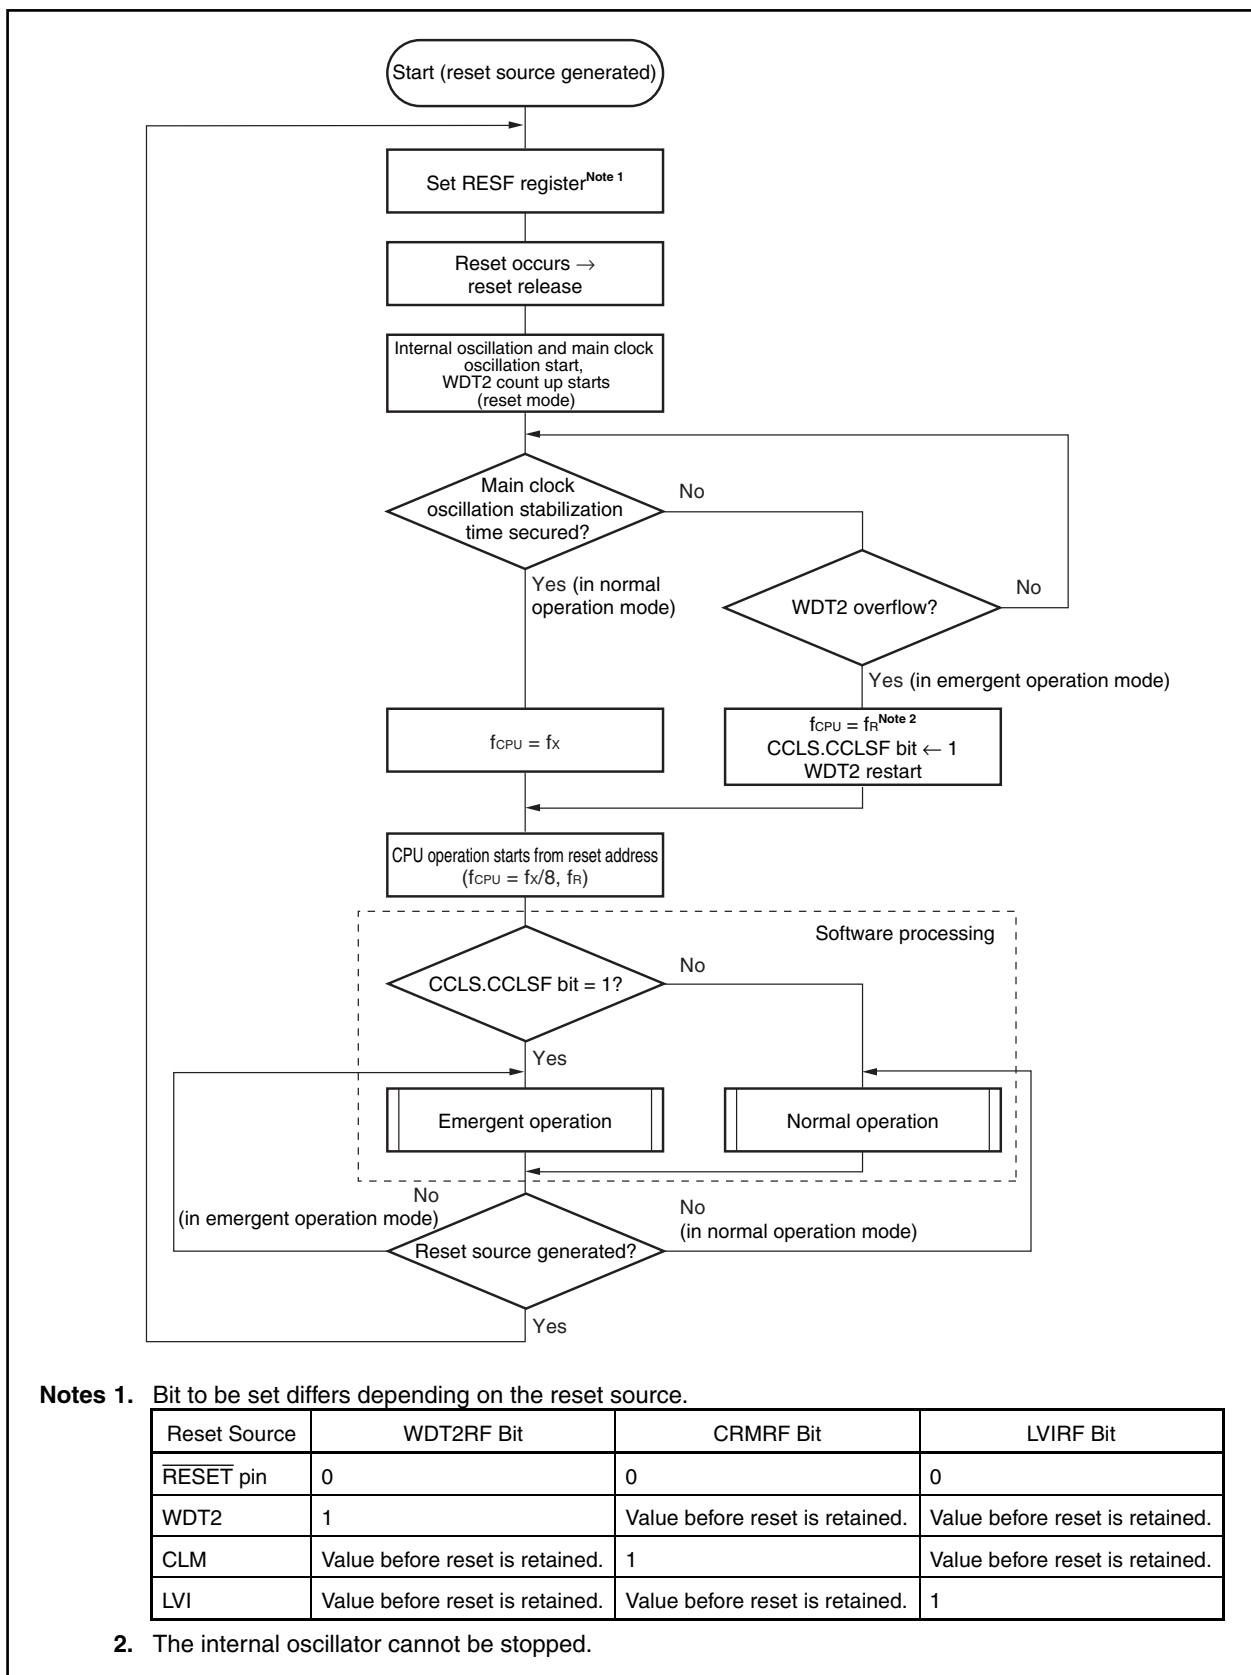 Start (reset source generated)
Set RESF register Note 1
Reset occurs →
reset release
Internal oscillation and main clock
oscillation start,
WDT2 count up starts
(reset mode)
Main clock
oscillation stabilization
time secured?
No
Yes (in normal
operation mode)
WDT2 overflow?
No
Yes (in emergent operation mode)
fCPU = fX
fCPU = fR Note 2
CCLS.CCLSF bit ← 1
WDT2 restart
CPU operation starts from reset address
(fCPU = fX/8, fR)
Software processing
CCLS.CCLSF bit = 1?
No
Yes
Emergent operation
Normal operation
No
(in emergent operation mode)
No
(in normal operation mode)
Reset source generated?
Yes
Notes 1. Bit to be set differs depending on the reset source.
Reset Source WDT2RF Bit CRMRF Bit LVIRF Bit
RESET pin 0 0 0
WDT2 1 Value before reset is retained. Value before reset is retained.
CLM Value before reset is retained. 1 Value before reset is retained.
LVI Value before reset is retained. Value before reset is retained. 1
2. The internal oscillator cannot be stopped.